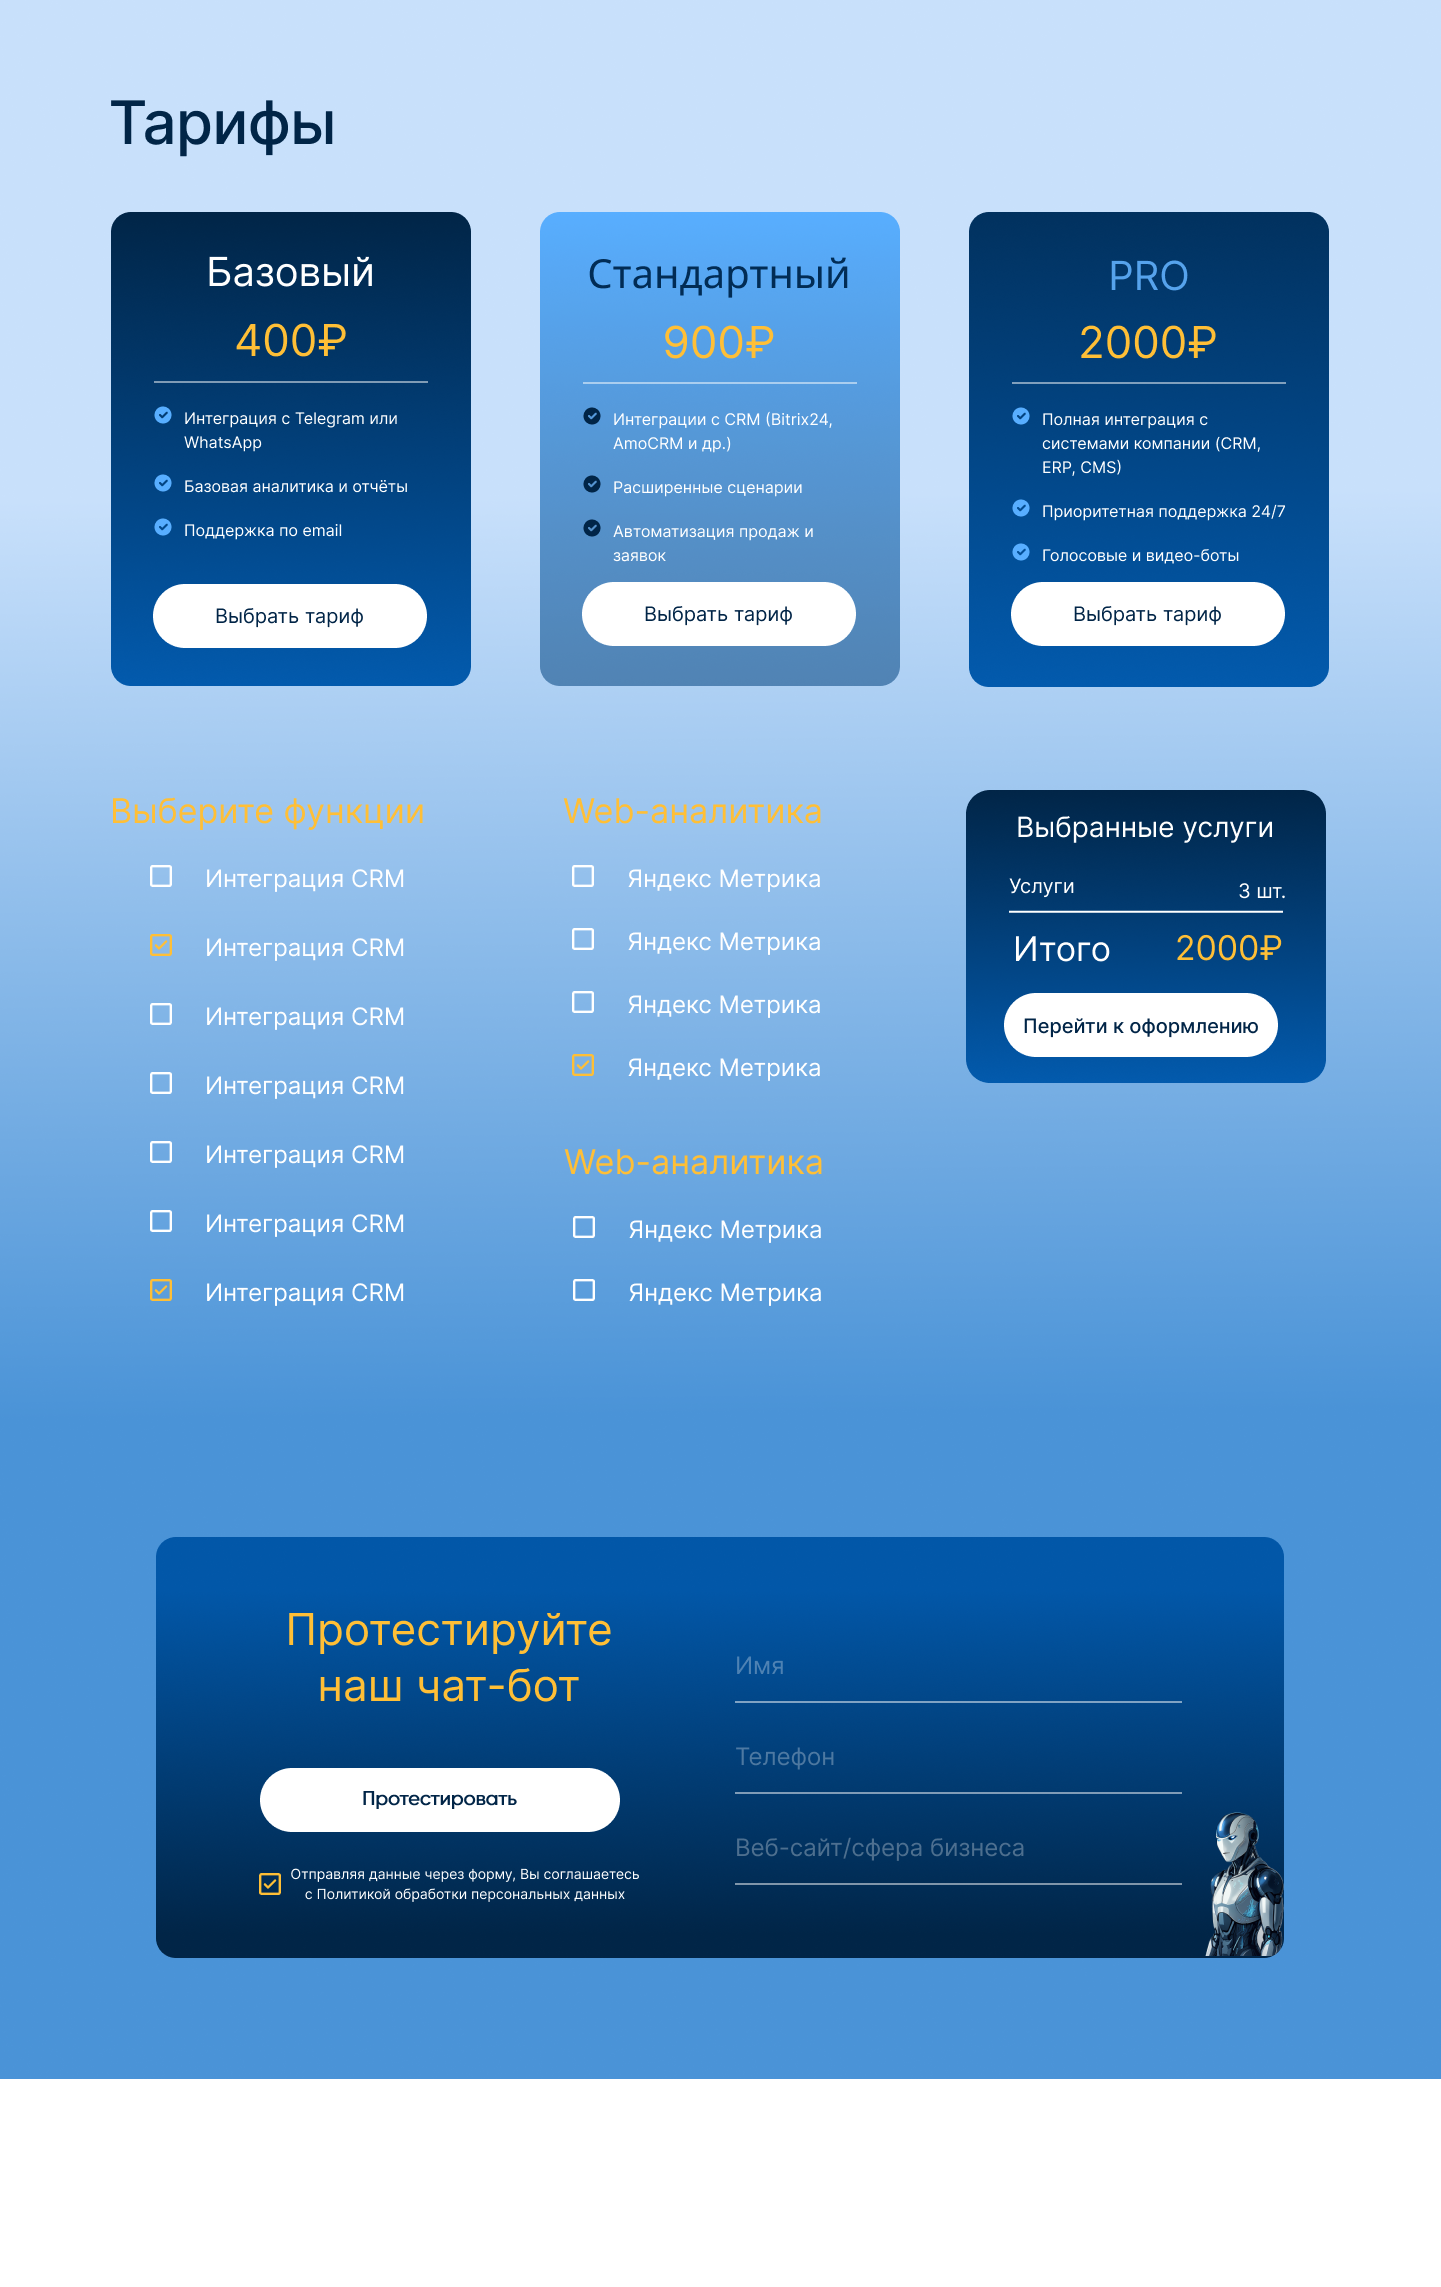 Тарифы
Базовый
400₽
Интеграция с Telegram или
WhatsApp
Базовая аналитика и отчёты
Поддержка по email
Выбрать тариф
Стандартный
900₽
Интеграции с CRM (Bitrix24,
AmoCRM и др.)
Расширенные сценарии
Автоматизация продаж и
заявок
Выбрать тариф
PRO
2000₽
Полная интеграция с
системами компании (CRM,
ERP, CMS)
Приоритетная поддержка 24/7
Голосовые и видео-боты
Выбрать тариф
Выберите функции
Интеграция CRM
Интеграция CRM
Интеграция CRM
Интеграция CRM
Интеграция CRM
Интеграция CRM
Интеграция CRM
Web-аналитика
Яндекс Метрика
Яндекс Метрика
Яндекс Метрика
Яндекс Метрика
Web-аналитика
Яндекс Метрика
Яндекс Метрика
Выбранные услуги
Услуги 3 шт.
Итого 2000₽
Перейти к оформлению
Протестируйте
наш чат-бот
Протестировать
Отправляя данные через форму, Вы соглашаетесь
с Политикой обработки персональных данных
Имя
Телефон
Веб-сайт/сфера бизнеса